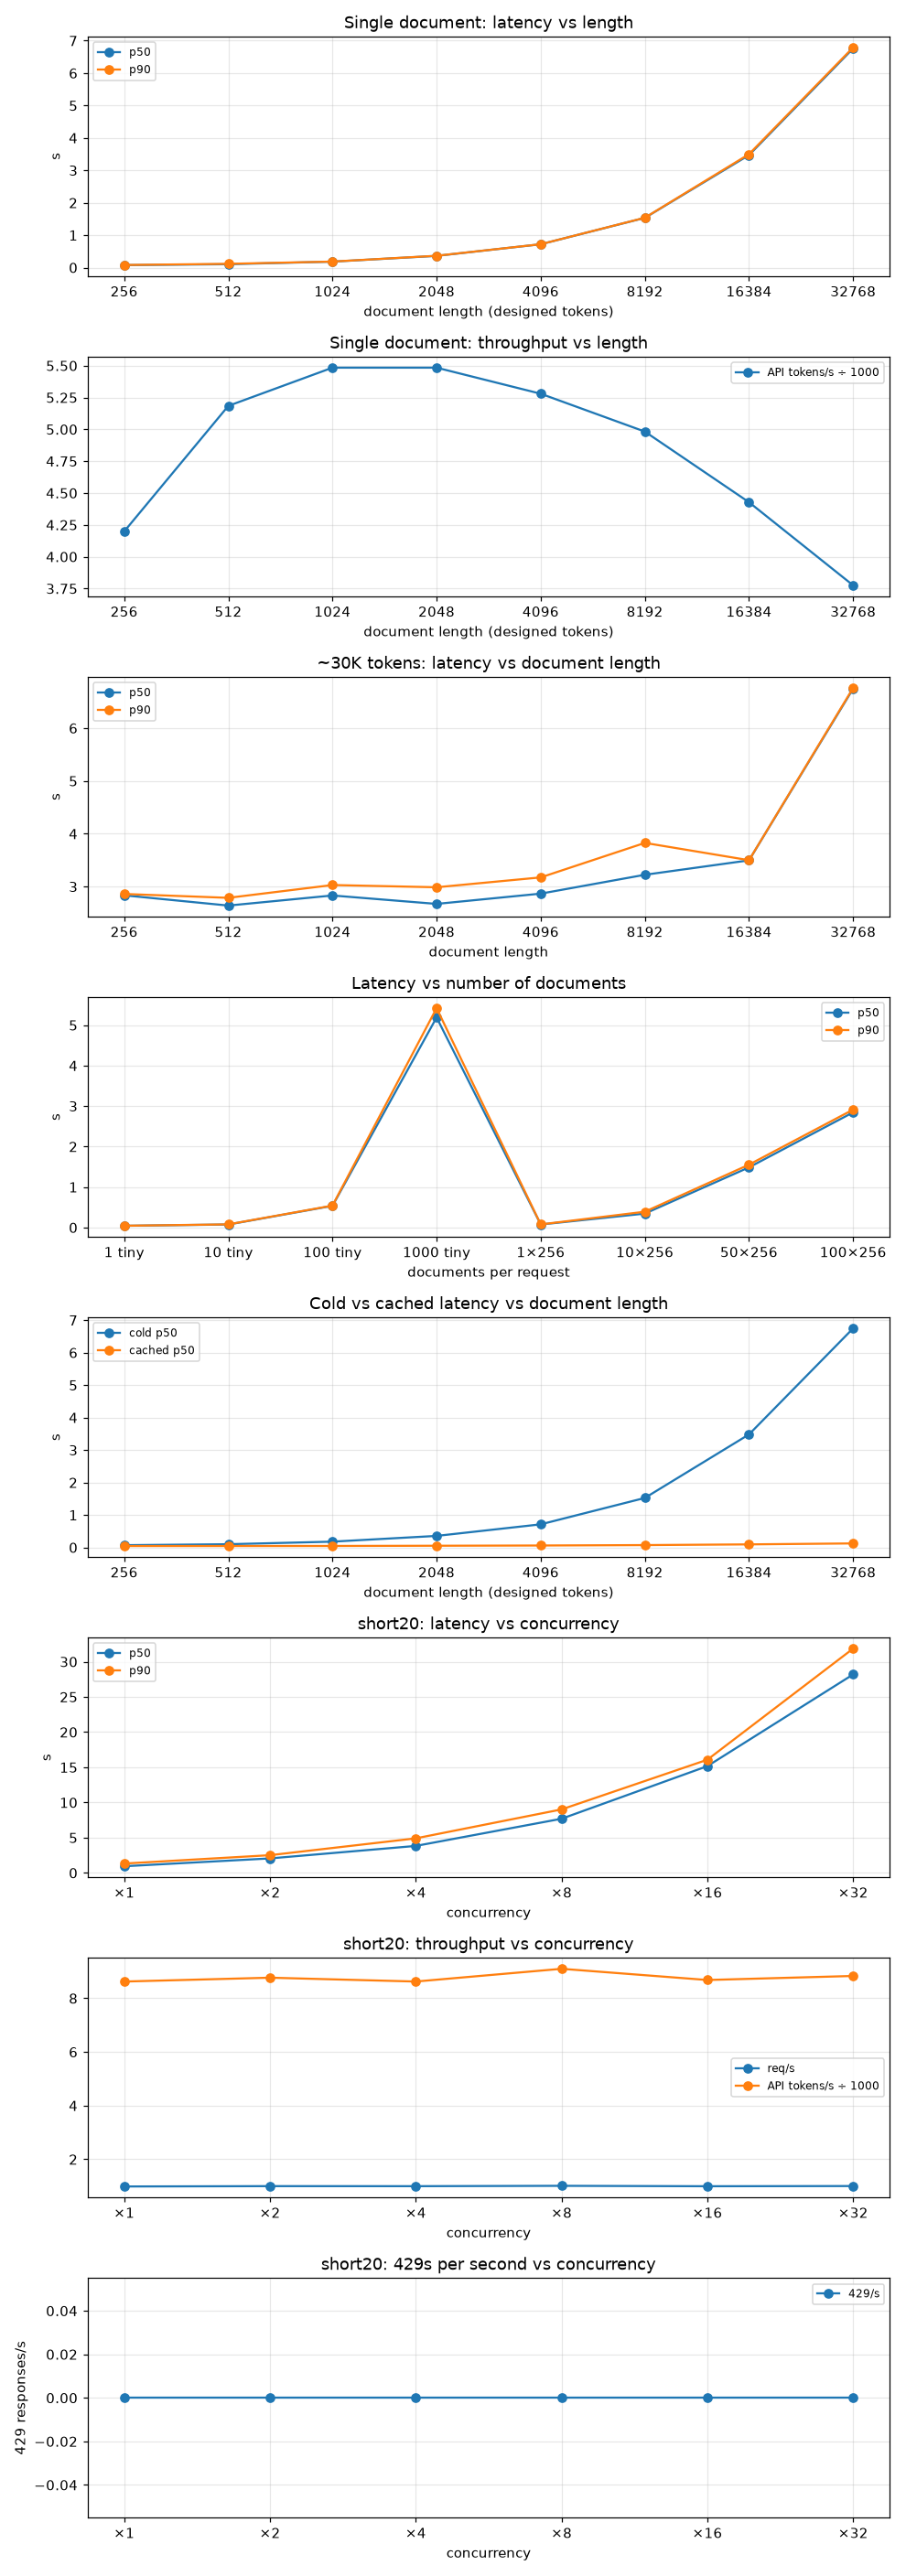 Single document: latency vs length
p50
p90
7
6
5
4
3
2
1
0
s
256 512 1024 2048 4096 8192 16384 32768
document length (designed tokens)
Single document: throughput vs length
API tokens/s ÷ 1000
5.50
5.25
5.00
4.75
4.50
4.25
4.00
3.75
256 512 1024 2048 4096 8192 16384 32768
document length (designed tokens)
~30K tokens: latency vs document length
p50
p90
6
5
4
3
s
256 512 1024 2048 4096 8192 16384 32768
document length
Latency vs number of documents
p50
p90
5
4
3
2
1
0
s
1 tiny 10 tiny 100 tiny 1000 tiny 1×256 10×256 50×256 100×256
documents per request
Cold vs cached latency vs document length
cold p50
cached p50
7
6
5
4
3
2
1
0
s
256 512 1024 2048 4096 8192 16384 32768
document length (designed tokens)
short20: latency vs concurrency
p50
p90
30
25
20
15
10
5
0
s
×1 ×2 ×4 ×8 ×16 ×32
concurrency
short20: throughput vs concurrency
req/s
API tokens/s ÷ 1000
8
6
4
2
×1 ×2 ×4 ×8 ×16 ×32
concurrency
short20: 429s per second vs concurrency
429/s
0.04
0.02
0.00
−0.02
−0.04
429 responses/s
×1 ×2 ×4 ×8 ×16 ×32
concurrency